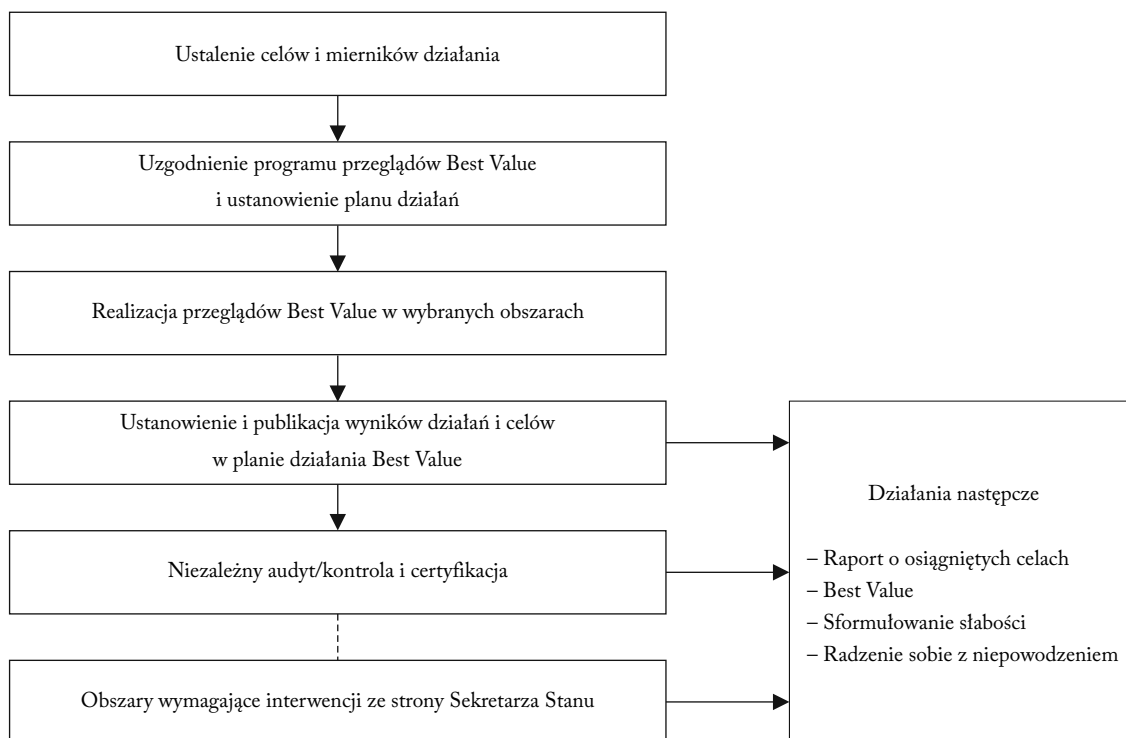 Ustalenie celów i mierników działania
Uzgodnienie programu przeglądów Best Value
i ustanowienie planu działań
Realizacja przeglądów Best Value w wybranych obszarach
Ustanowienie i publikacja wyników działań i celów
w planie działania Best Value
Niezależny audyt/kontrola i certyfikacja
Obszary wymagające interwencji ze strony Sekretarza Stanu
Działania następcze
– Raport o osiągniętych celach
– Best Value
– Sformułowanie słabości
– Radzenie sobie z niepowodzeniem